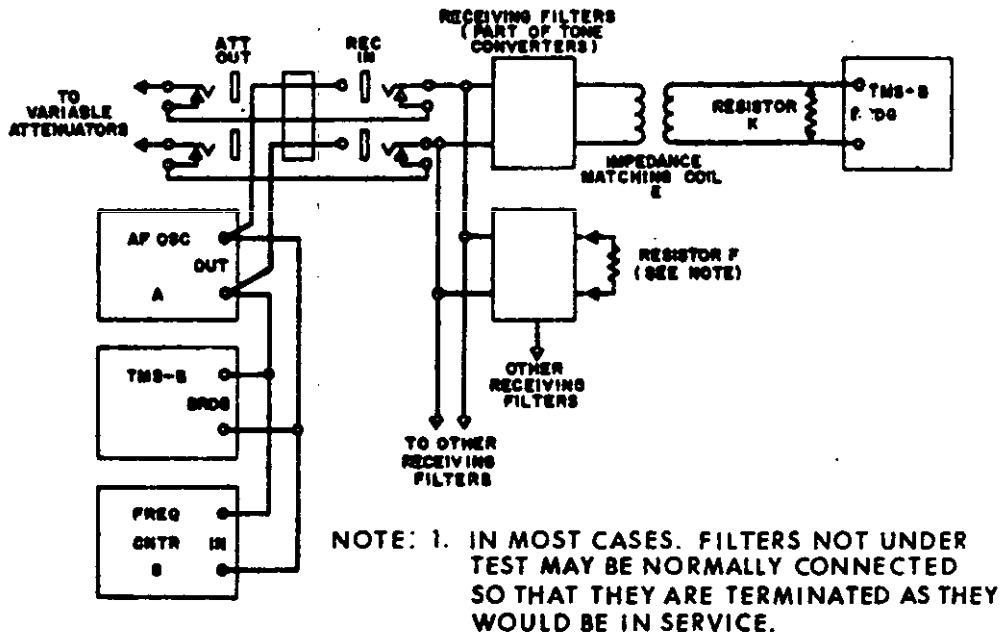 RECEIVING FILTERS
(PART OF TONE
CONVERTERS)
ATT
OUT
REC
IN
TO
VARIABLE
ATTENUATORS
TMS-B
RESISTOR
K
IMPEDANCE
MATCHING COIL
E
AF OSC
OUT
A
RESISTOR F
(SEE NOTE)
TMS-B
BRDG
OTHER
RECEIVING
FILTERS
TO OTHER
RECEIVING
FILTERS
FREQ
CNTR IN
B
NOTE: 1. IN MOST CASES. FILTERS NOT UNDER
TEST MAY BE NORMALLY CONNECTED
SO THAT THEY ARE TERMINATED AS THEY
WOULD BE IN SERVICE.